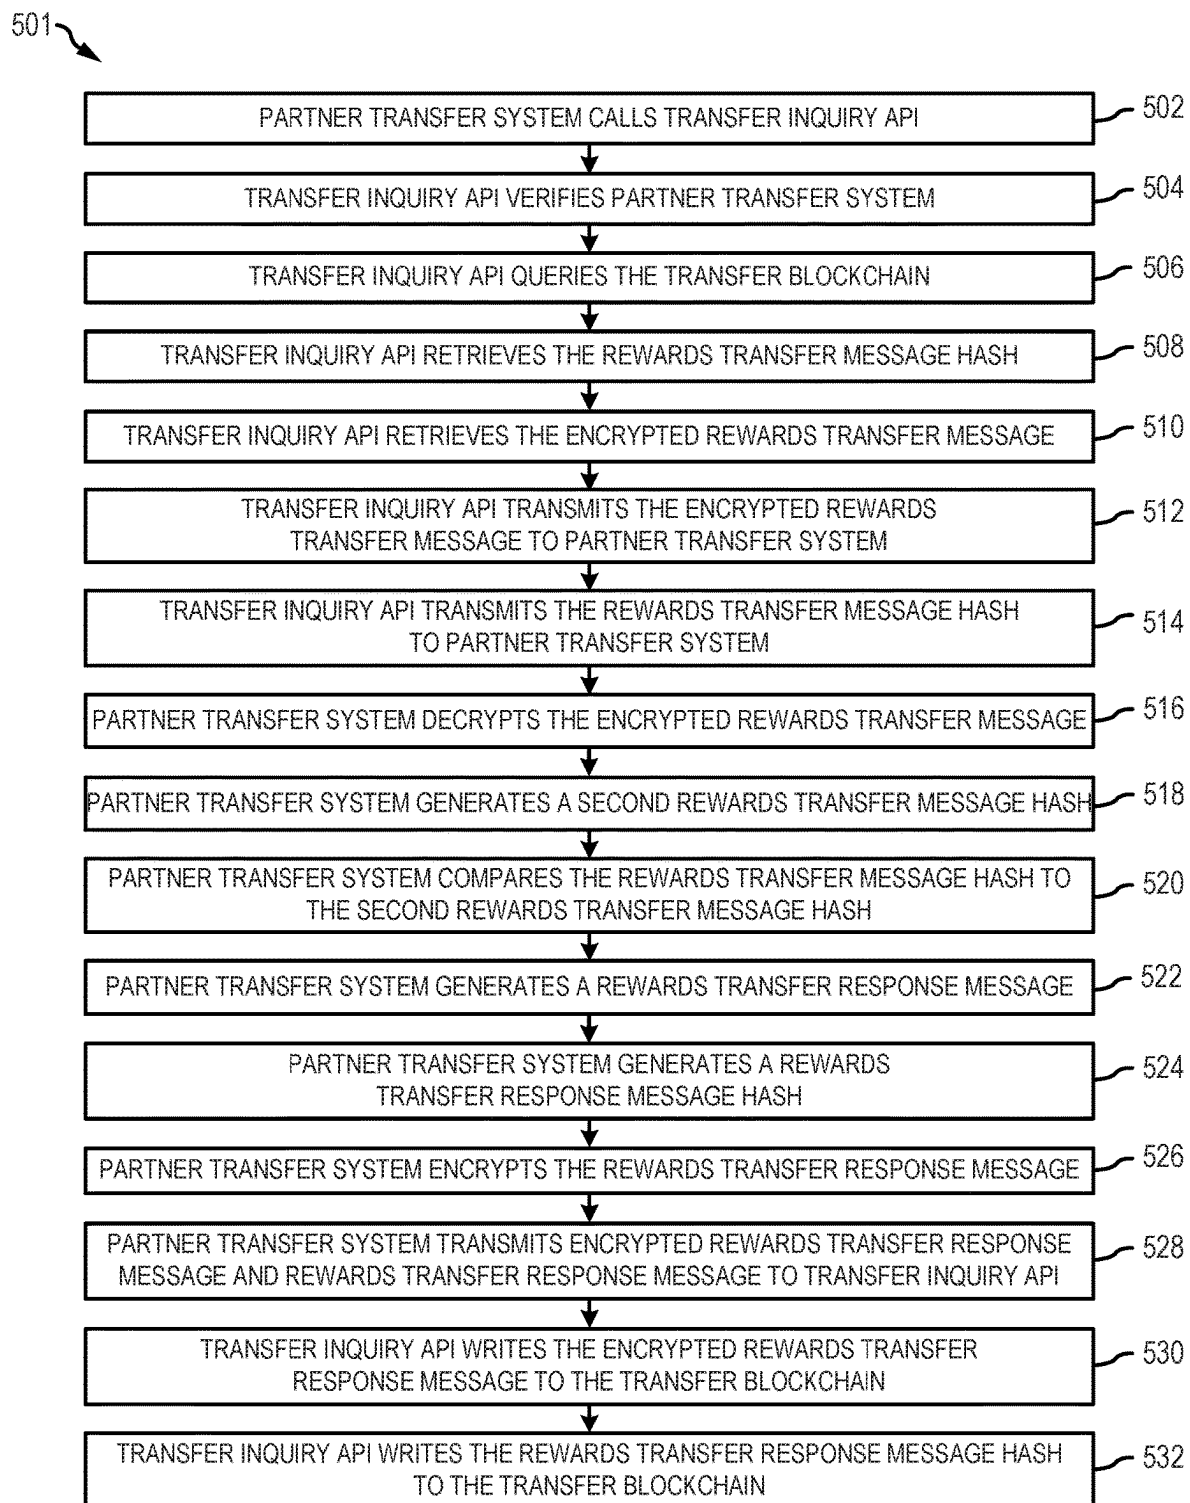 501
PARTNER TRANSFER SYSTEM CALLS TRANSFER INQUIRY API
502
TRANSFER INQUIRY API VERIFIES PARTNER TRANSFER SYSTEM
504
TRANSFER INQUIRY API QUERIES THE TRANSFER BLOCKCHAIN
506
TRANSFER INQUIRY API RETRIEVES THE REWARDS TRANSFER MESSAGE HASH
508
TRANSFER INQUIRY API RETRIEVES THE ENCRYPTED REWARDS TRANSFER MESSAGE
510
TRANSFER INQUIRY API TRANSMITS THE ENCRYPTED REWARDS
TRANSFER MESSAGE TO PARTNER TRANSFER SYSTEM
512
TRANSFER INQUIRY API TRANSMITS THE REWARDS TRANSFER MESSAGE HASH
TO PARTNER TRANSFER SYSTEM
514
PARTNER TRANSFER SYSTEM DECRYPTS THE ENCRYPTED REWARDS TRANSFER MESSAGE
516
PARTNER TRANSFER SYSTEM GENERATES A SECOND REWARDS TRANSFER MESSAGE HASH
518
PARTNER TRANSFER SYSTEM COMPARES THE REWARDS TRANSFER MESSAGE HASH TO
THE SECOND REWARDS TRANSFER MESSAGE HASH
520
PARTNER TRANSFER SYSTEM GENERATES A REWARDS TRANSFER RESPONSE MESSAGE
522
PARTNER TRANSFER SYSTEM GENERATES A REWARDS
TRANSFER RESPONSE MESSAGE HASH
524
PARTNER TRANSFER SYSTEM ENCRYPTS THE REWARDS TRANSFER RESPONSE MESSAGE
526
PARTNER TRANSFER SYSTEM TRANSMITS ENCRYPTED REWARDS TRANSFER RESPONSE
MESSAGE AND REWARDS TRANSFER RESPONSE MESSAGE TO TRANSFER INQUIRY API
528
TRANSFER INQUIRY API WRITES THE ENCRYPTED REWARDS TRANSFER
RESPONSE MESSAGE TO THE TRANSFER BLOCKCHAIN
530
TRANSFER INQUIRY API WRITES THE REWARDS TRANSFER RESPONSE MESSAGE HASH
TO THE TRANSFER BLOCKCHAIN
532